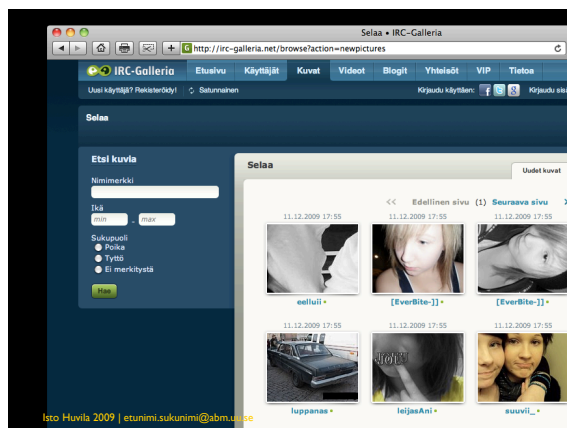 Selaa • IRC-Galleria
http://irc-galleria.net/browse?action=newpictures
IRC-Galleria Etusivu Käyttäjät Kuvat Videot Blogit Yhteisöt VIP Tietoa
Uusi käyttäjä? Rekisteröidy! Satunnainen Kirjaudu käyttäen: Kirjaudu sisä
Selaa
Etsi kuvia
Nimimerkki
Ikä
min - max
Sukupuoli
Poika
Tyttö
Ei merkitystä
Hae
Selaa
Uudet kuvat
<< Edellinen sivu (1) Seuraava sivu
11.12.2009 17:55 11.12.2009 17:55 11.12.2009 17:55
eelluii [EverBite-]] [EverBite-]]
11.12.2009 17:55 11.12.2009 17:55 11.12.2009 17:55
luppanas leijasAni suuvii_
Isto Huvila 2009 | etunimi.sukunimi@abm.uu.se